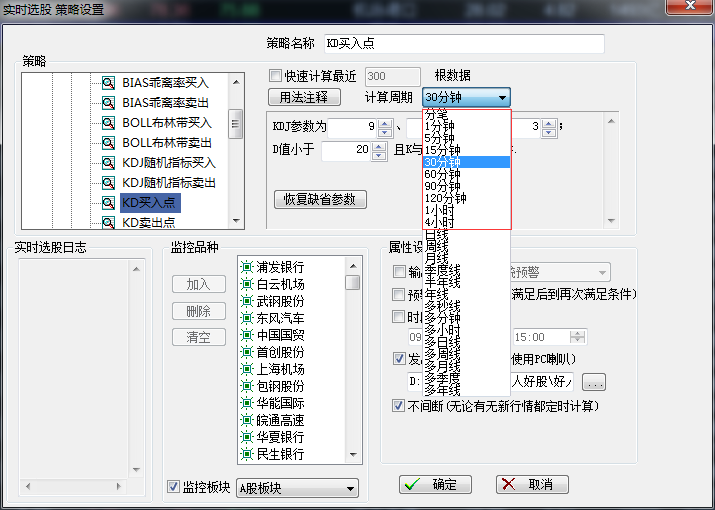 实时选股 策略设置
策略名称 KD买入点
策略
BIAS乖离率买入
BIAS乖离率卖出
BOLL布林带买入
BOLL布林带卖出
KDJ随机指标买入
KDJ随机指标卖出
KD买入点
KD卖出点
快速计算最近 300 根数据
用法注释 计算周期 30分钟
KDJ参数为 9 、 3 ;
D值小于 20 且K与
恢复缺省参数
分笔
1分钟
5分钟
15分钟
30分钟
60分钟
90分钟
120分钟
1小时
4小时
日线
周线
月线
季度线
半年线
年线
多秒线
多分钟
多小时
多日线
多周线
多月线
多季度
多年线
实时选股日志
监控品种
加入
删除
清空
浦发银行
白云机场
武钢股份
东风汽车
中国国贸
首创股份
上海机场
包钢股份
华能国际
皖通高速
华夏银行
民生银行
监控板块 A股板块
属性设
输 预警
预 满足后到再次满足条件)
时
09 15:00
发 使用PC喇叭)
D: 人好股\好 ...
不间断(无论有无新行情都定时计算)
确定 取消